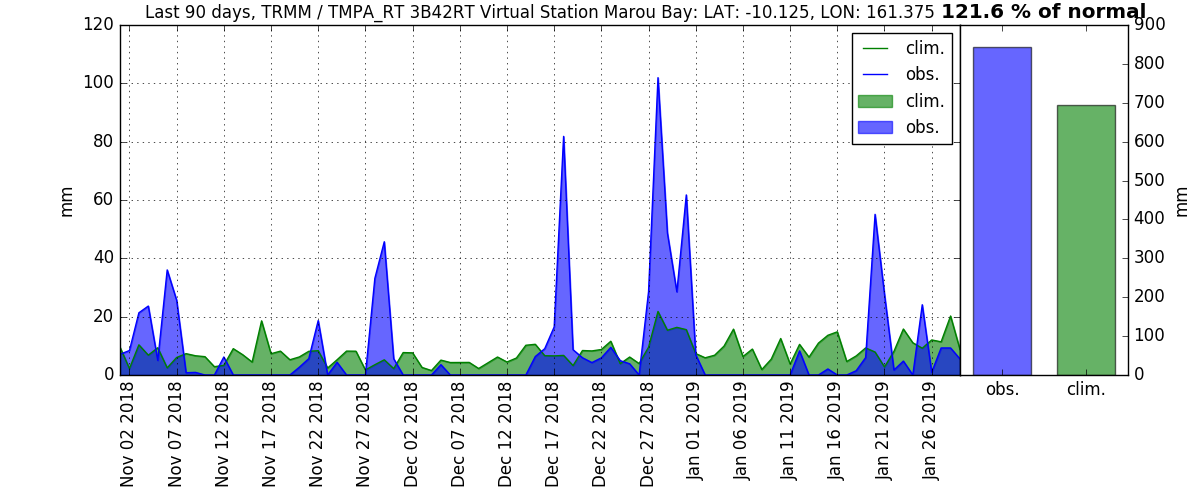 Last 90 days, TRMM / TMPA_RT 3B42RT Virtual Station Marou Bay: LAT: -10.125, LON: 161.375 121.6 % of normal
120
100
80
60
40
20
0
mm
clim.
obs.
clim.
obs.
900
800
700
600
500
400
300
200
100
0
mm
Nov 02 2018
Nov 07 2018
Nov 12 2018
Nov 17 2018
Nov 22 2018
Nov 27 2018
Dec 02 2018
Dec 07 2018
Dec 12 2018
Dec 17 2018
Dec 22 2018
Dec 27 2018
Jan 01 2019
Jan 06 2019
Jan 11 2019
Jan 16 2019
Jan 21 2019
Jan 26 2019
obs. clim.